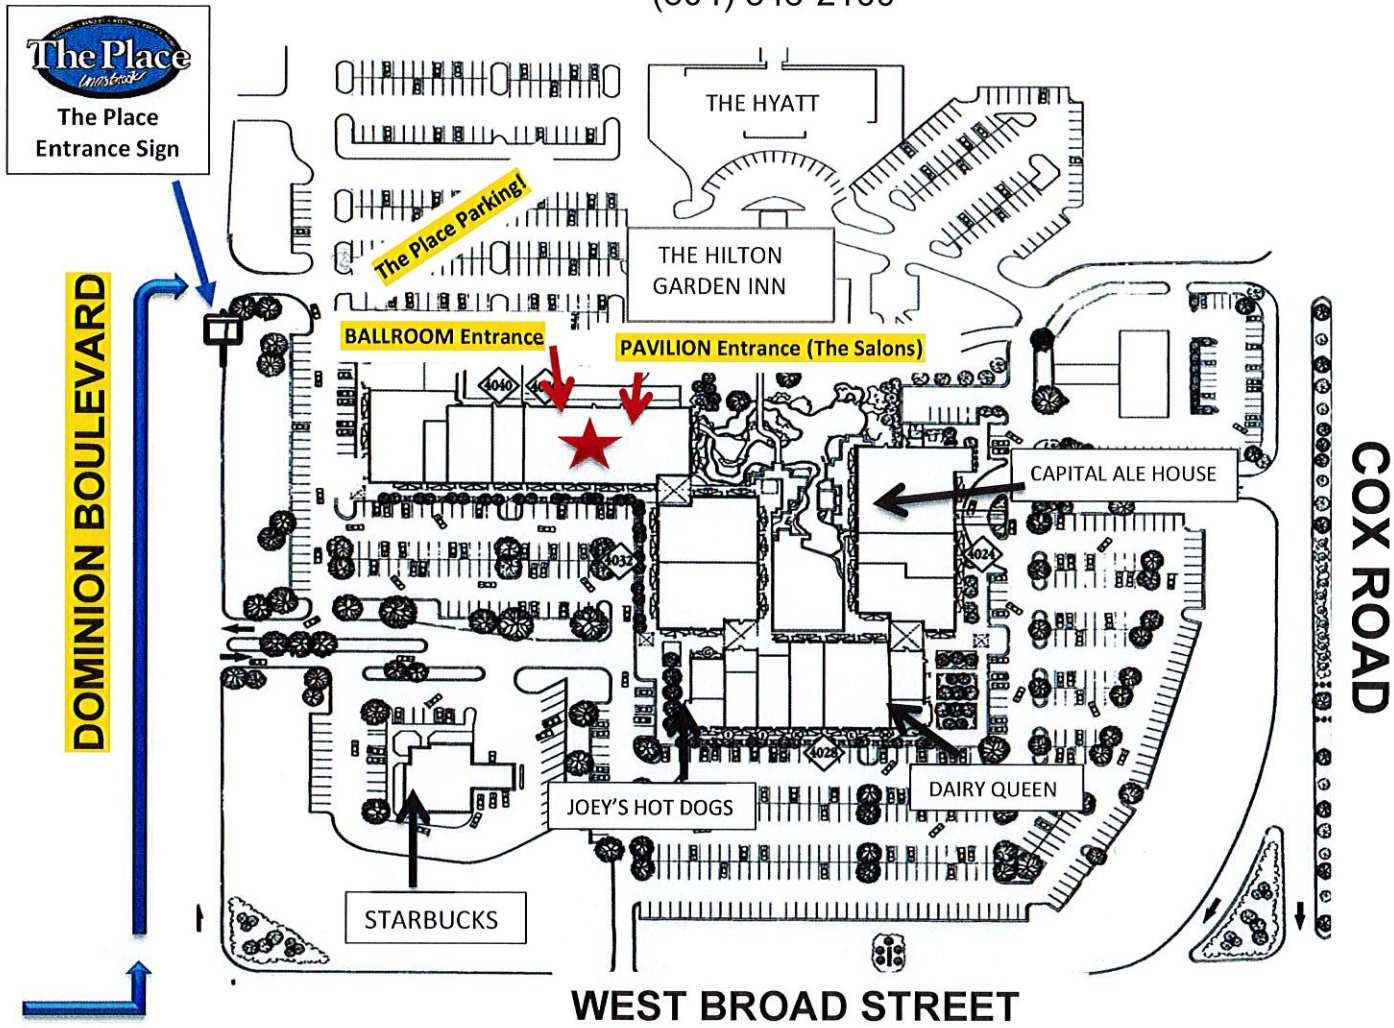 The Place
Innsbrook
The Place
Entrance Sign
THE HYATT
The Place Parking!
THE HILTON
GARDEN INN
BALLROOM Entrance
PAVILION Entrance (The Salons)
4040
DOMINION BOULEVARD
CAPITAL ALE HOUSE
COX ROAD
4032
4024
4028
DAIRY QUEEN
JOEY'S HOT DOGS
STARBUCKS
WEST BROAD STREET